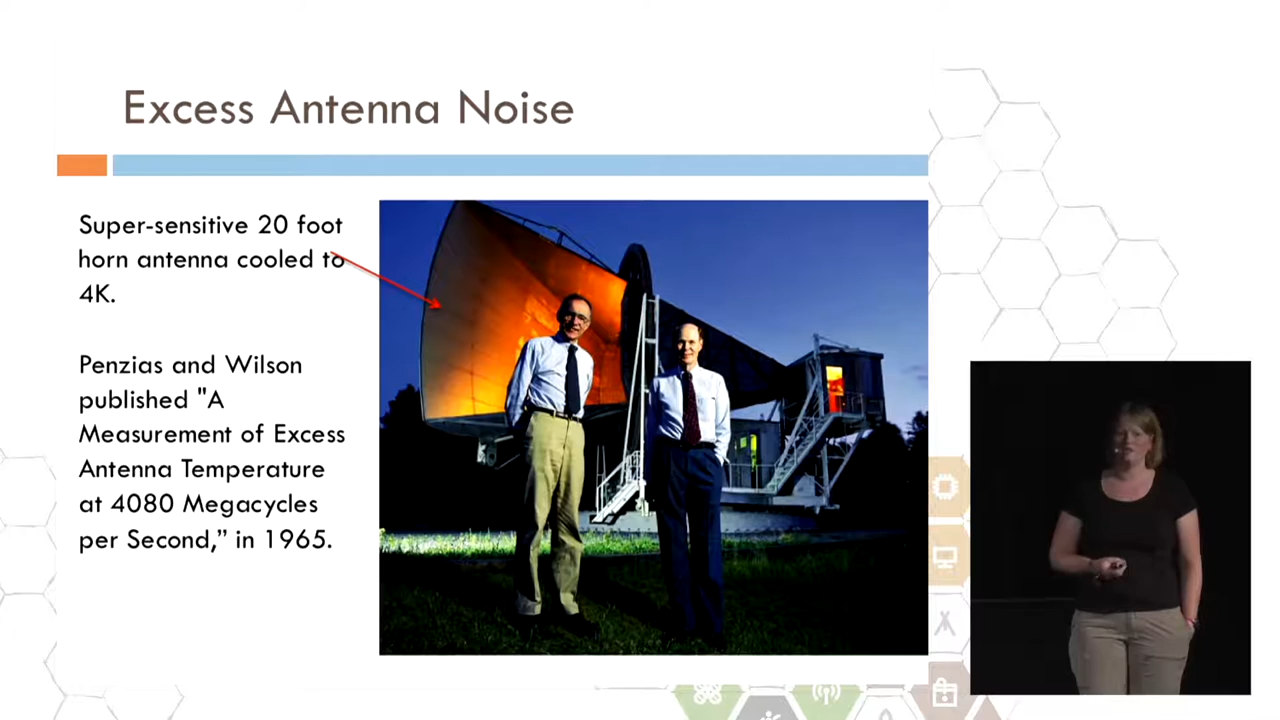 Excess Antenna Noise
Super-sensitive 20 foot
horn antenna cooled to
4K.
Penzias and Wilson
published "A
Measurement of Excess
Antenna Temperature
at 4080 Megacycles
per Second,” in 1965.